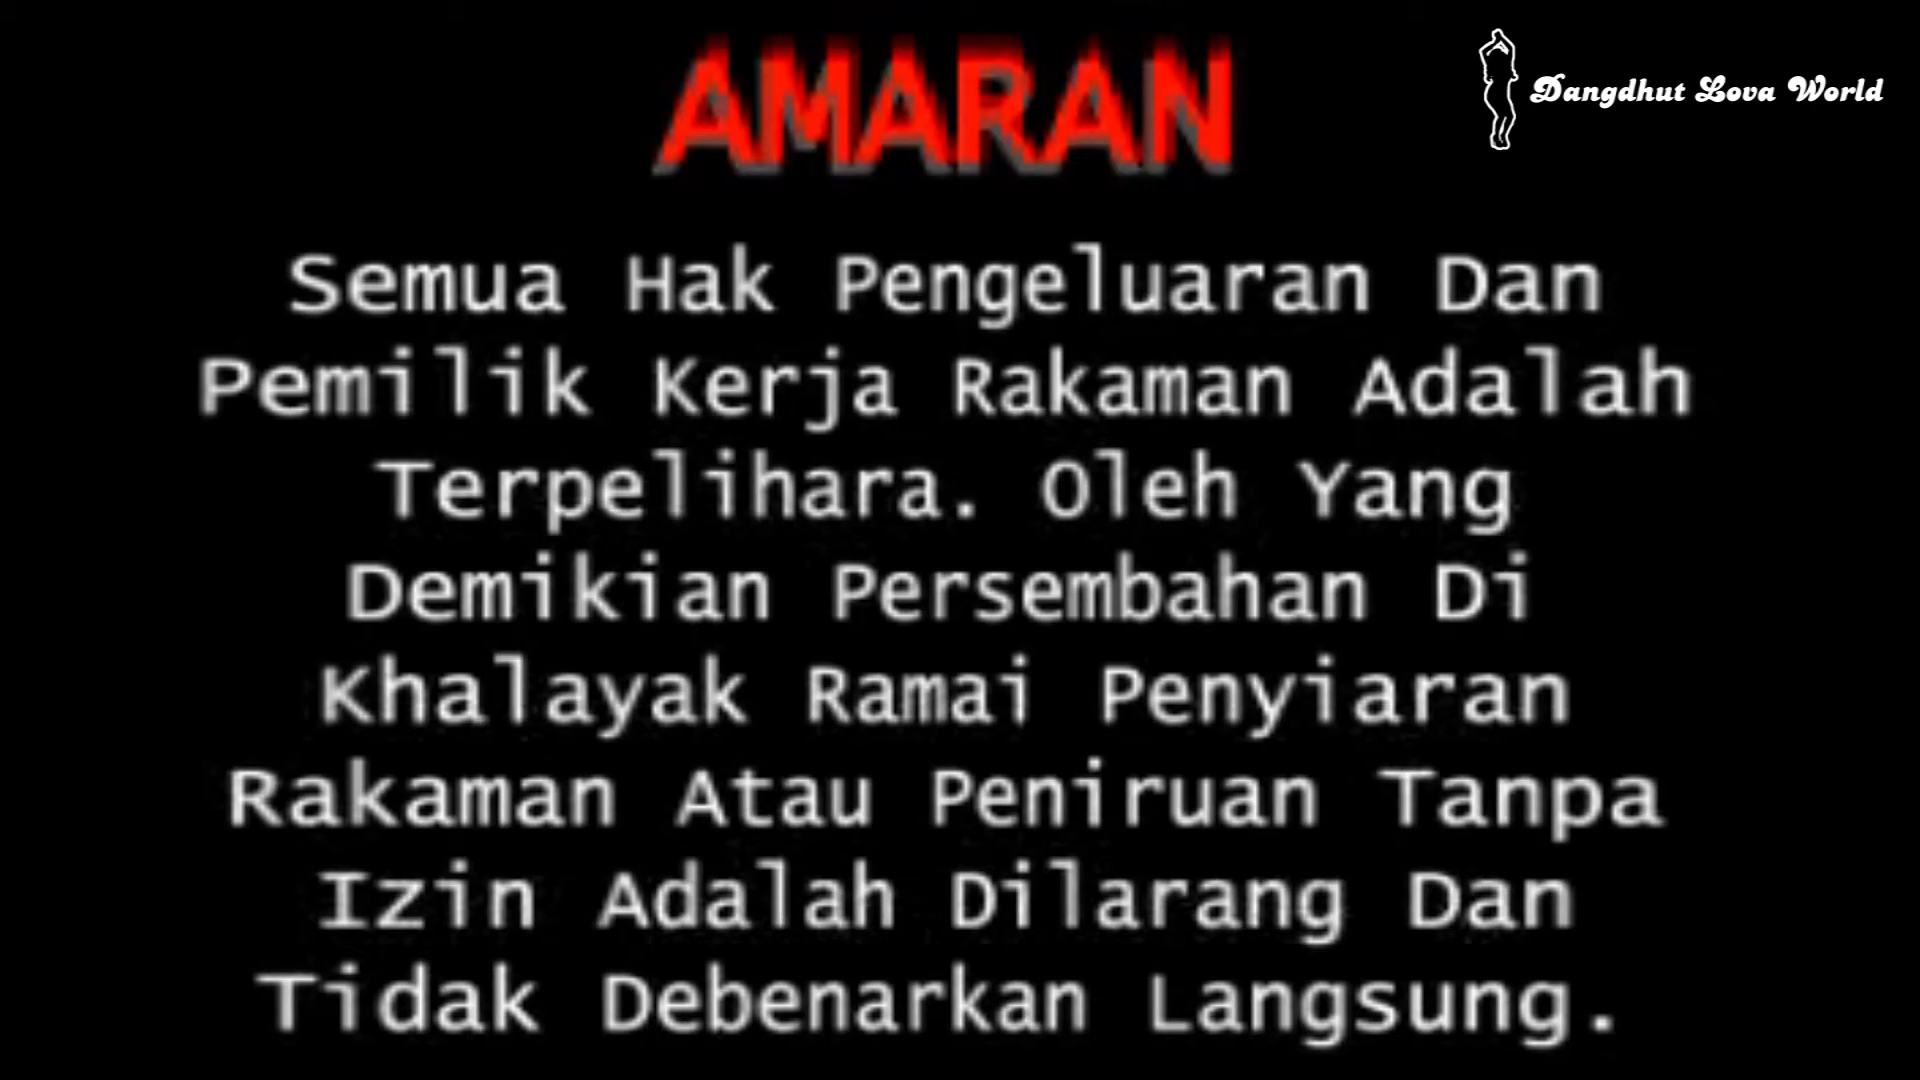 AMARAN
Dangdhut Lova World
Semua Hak Pengeluaran Dan
Pemilik Kerja Rakaman Adalah
Terpelihara. Oleh Yang
Demikian Persembahan Di
Khalayak Ramai Penyiaran
Rakaman Atau Peniruan Tanpa
Izin Adalah Dilarang Dan
Tidak Debenarkan Langsung.